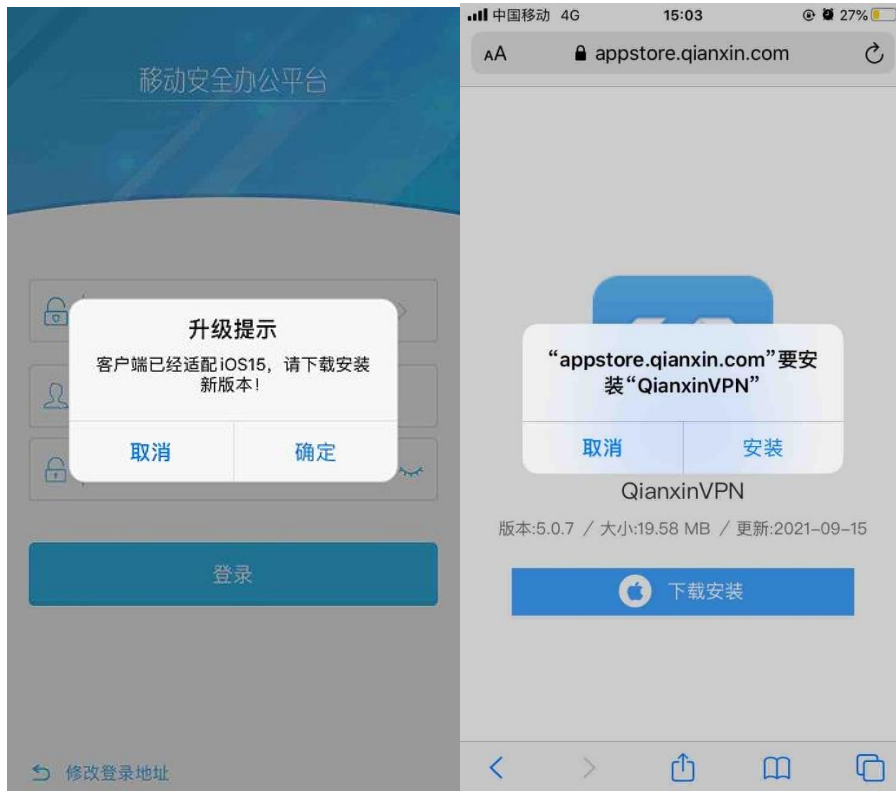 移动安全办公平台
升级提示
客户端已经适配iOS15，请下载安装
新版本！
取消
确定
登录
修改登录地址
中国移动 4G
15:03
27%
AA
appstore.qianxin.com
“appstore.qianxin.com”要安
装“QianxinVPN”
取消
安装
QianxinVPN
版本:5.0.7 / 大小:19.58 MB / 更新:2021-09-15
下载安装